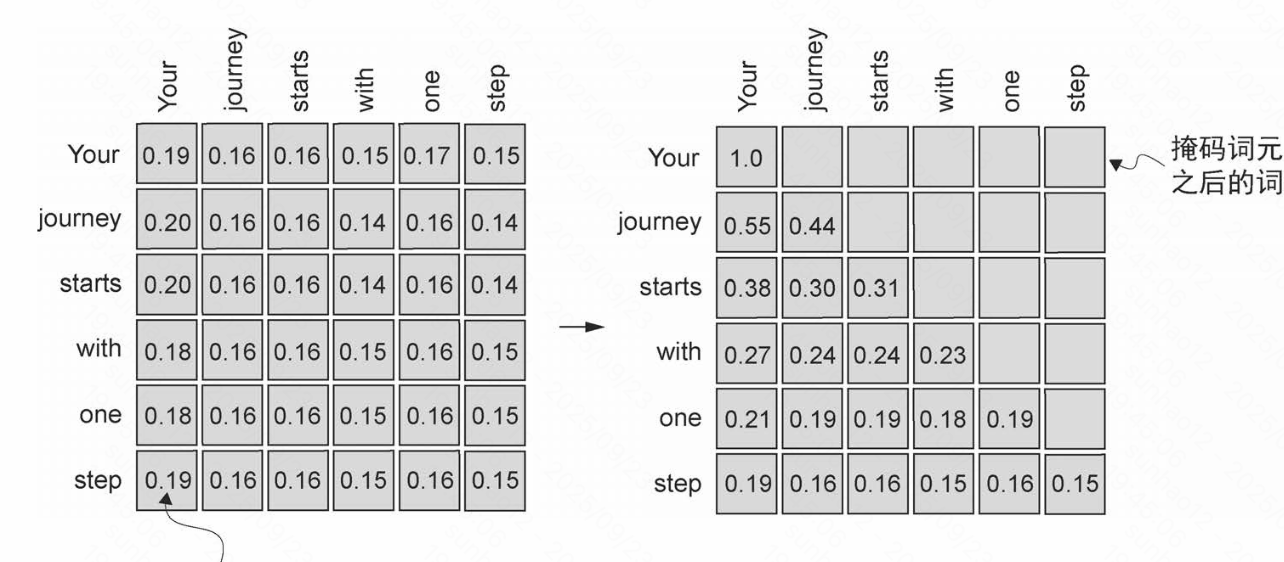 Your journey starts with one step
Your 0.19 0.16 0.16 0.15 0.17 0.15
journey 0.20 0.16 0.16 0.14 0.16 0.14
starts 0.20 0.16 0.16 0.14 0.16 0.14
with 0.18 0.16 0.16 0.15 0.16 0.15
one 0.18 0.16 0.16 0.15 0.16 0.15
step 0.19 0.16 0.16 0.15 0.16 0.15
Your journey starts with one step
Your 1.0
journey 0.55 0.44
starts 0.38 0.30 0.31
with 0.27 0.24 0.24 0.23
one 0.21 0.19 0.19 0.18 0.19
step 0.19 0.16 0.16 0.15 0.16 0.15
掩码词元
之后的词